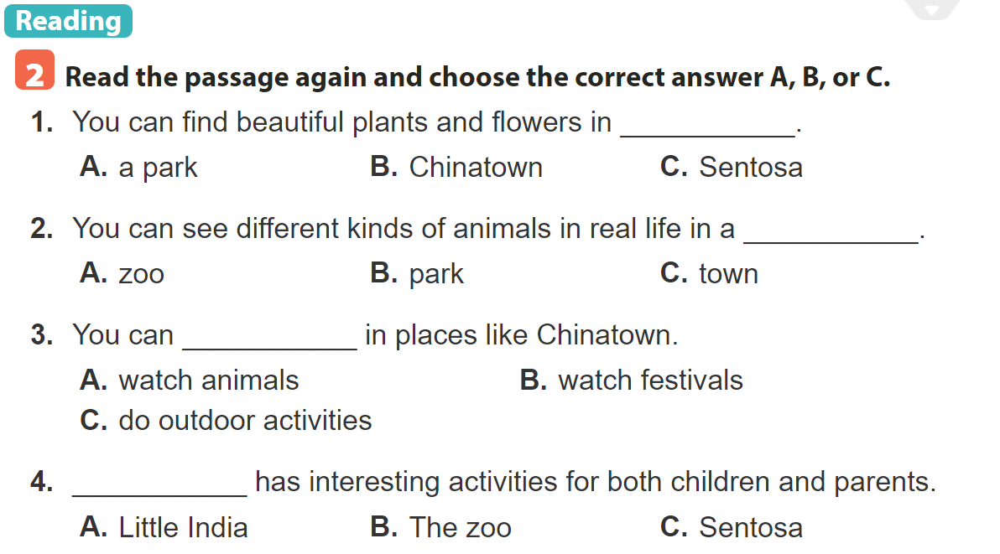 Reading
2 Read the passage again and choose the correct answer A, B, or C.
1. You can find beautiful plants and flowers in ___________.
A. a park B. Chinatown C. Sentosa
2. You can see different kinds of animals in real life in a ___________.
A. zoo B. park C. town
3. You can ___________ in places like Chinatown.
A. watch animals B. watch festivals
C. do outdoor activities
4. ___________ has interesting activities for both children and parents.
A. Little India B. The zoo C. Sentosa